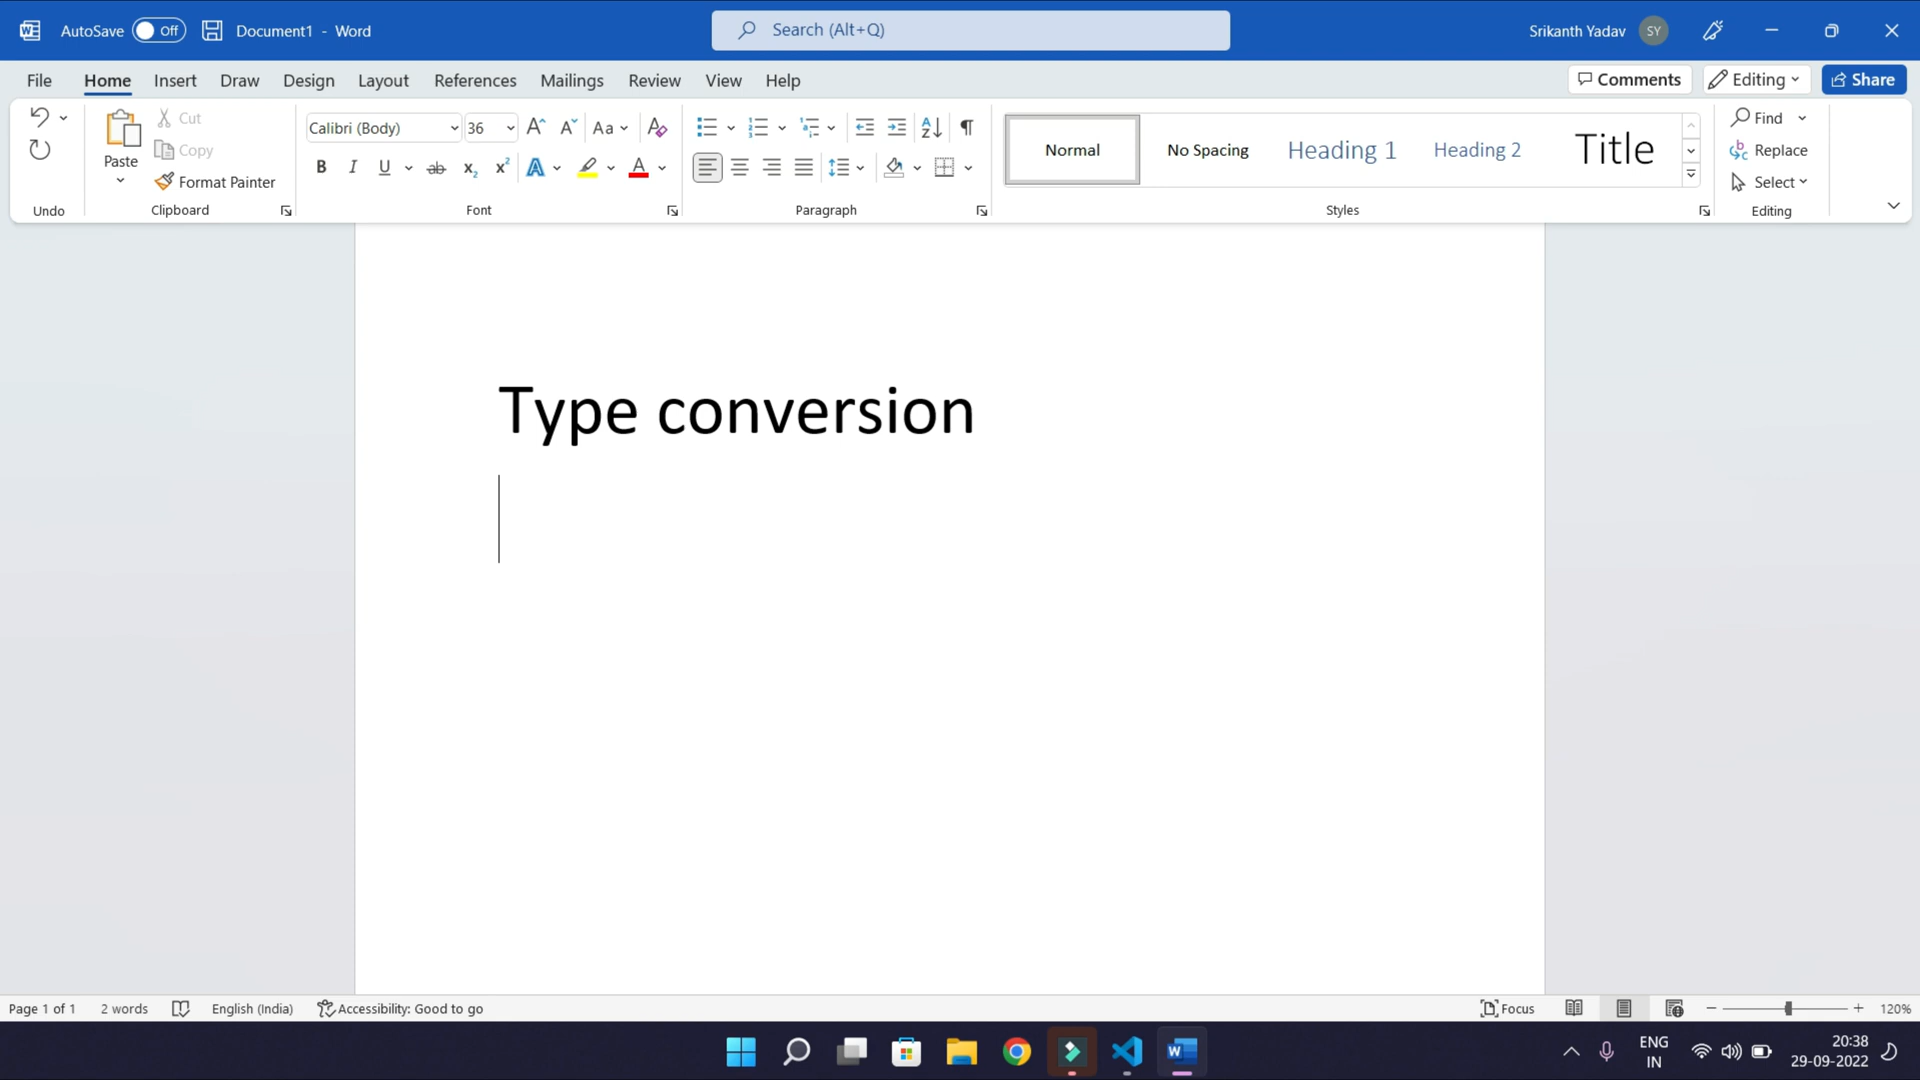 AutoSave Off Document1 - Word Search (Alt+Q) Srikanth Yadav SY
File Home Insert Draw Design Layout References Mailings Review View Help Comments Editing Share
Paste Cut Copy Format Painter
Calibri (Body) 36 Aa
B I U ab x₂ x² A A
Normal No Spacing Heading 1 Heading 2 Title
Find
Replace
Select
Undo Clipboard Font Paragraph Styles Editing
Type conversion
Page 1 of 1 2 words English (India) Accessibility: Good to go Focus 120%
ENG
IN
20:38
29-09-2022